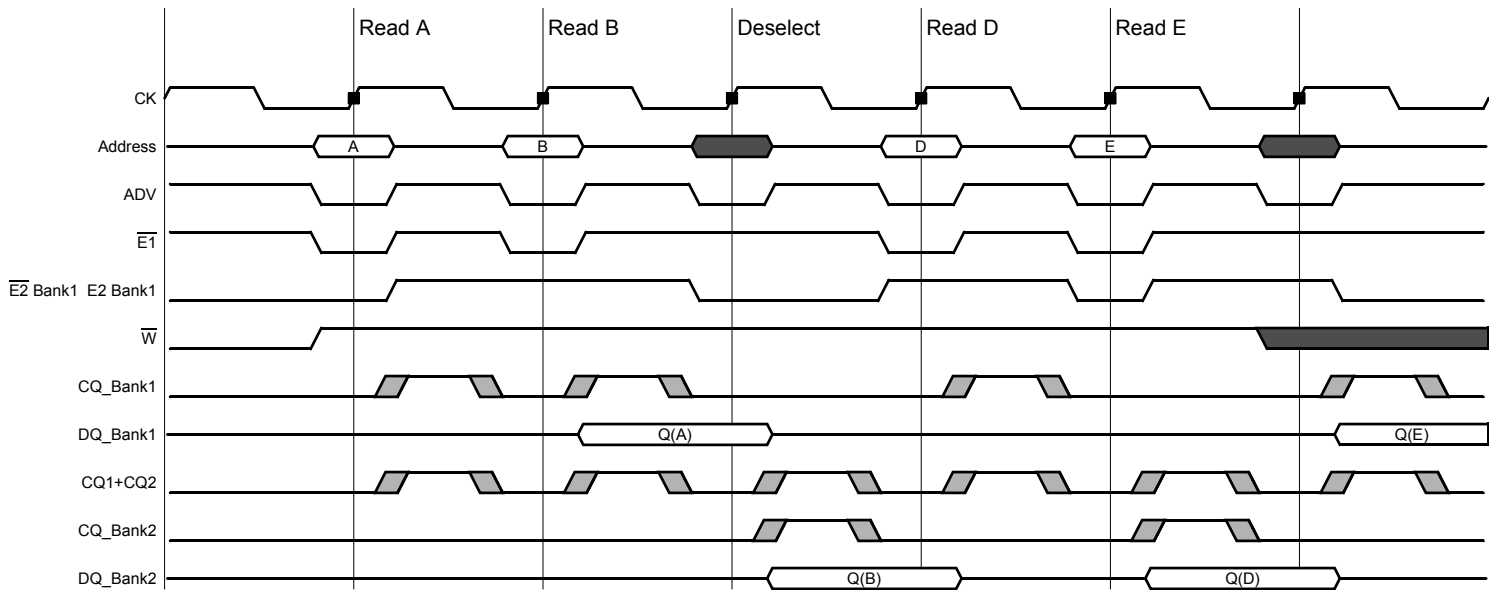 Read A Read B Deselect Read D Read E
CK
Address A B D E
ADV
E1
E2 Bank1 E2 Bank1
W
CQ_Bank1
DQ_Bank1 Q(A) Q(E)
CQ1+CQ2
CQ_Bank2
DQ_Bank2 Q(B) Q(D)